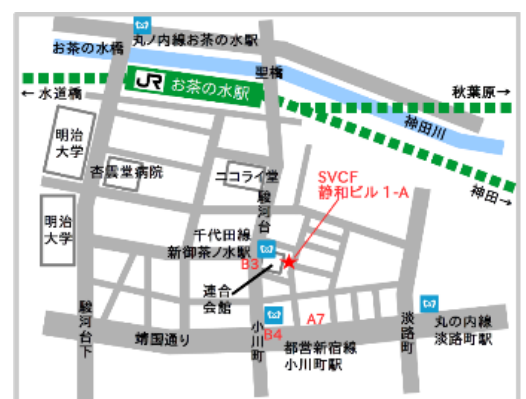 丸ノ内線お茶の水駅
お茶の水橋
聖橋
JR お茶の水駅
← 水道橋
秋葉原→
神田川
神田→
明治
大学
杏雲堂病院
ニコライ堂
SVCF
静和ビル 1-A
駿河台
明治
大学
千代田線
新御茶ノ水駅
B3
連合
会館
駿河台下
靖国通り
小川町
B4
A7
都営新宿線
小川町駅
淡路町
丸の内線
淡路町駅